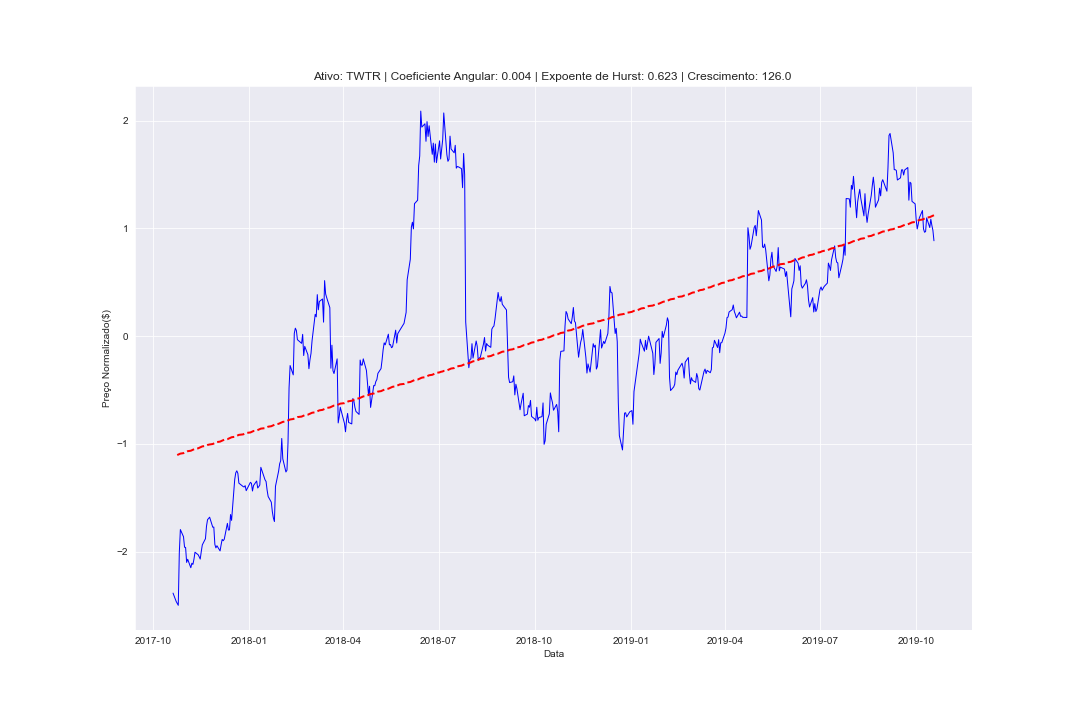 Ativo: TWTR | Coeficiente Angular: 0.004 | Expoente de Hurst: 0.623 | Crescimento: 126.0
Preço Normalizado($)
2
1
0
−1
−2
2017-10 2018-01 2018-04 2018-07 2018-10 2019-01 2019-04 2019-07 2019-10
Data